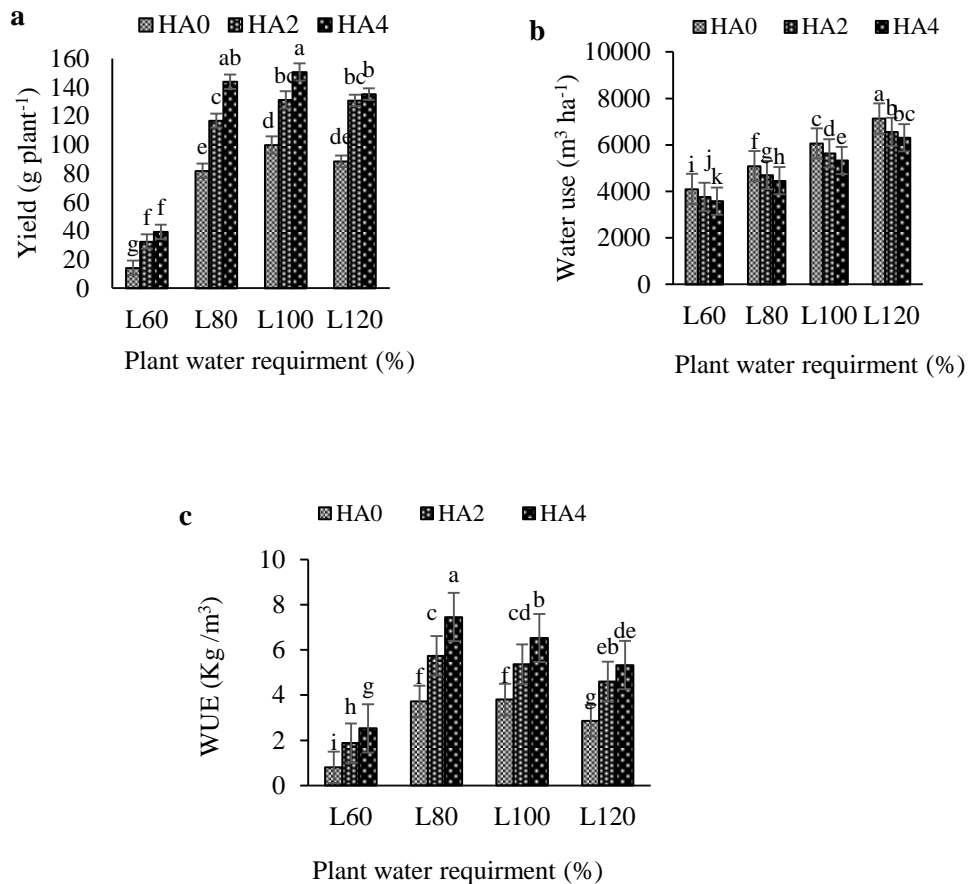 a
HA0 HA2 HA4
Yield (g plant⁻¹)
160
140
120
100
80
60
40
20
0
g f f
e c ab
d bc a
de bc b
L60 L80 L100 L120
Plant water requirment (%)
b
HA0 HA2 HA4
Water use (m³ ha⁻¹)
10000
8000
6000
4000
2000
0
i j k
f g h
c d e
a b bc
L60 L80 L100 L120
Plant water requirment (%)
c
HA0 HA2 HA4
WUE (Kg /m³)
10
8
6
4
2
0
i h g
f c a
f cd b
g eb de
L60 L80 L100 L120
Plant water requirment (%)